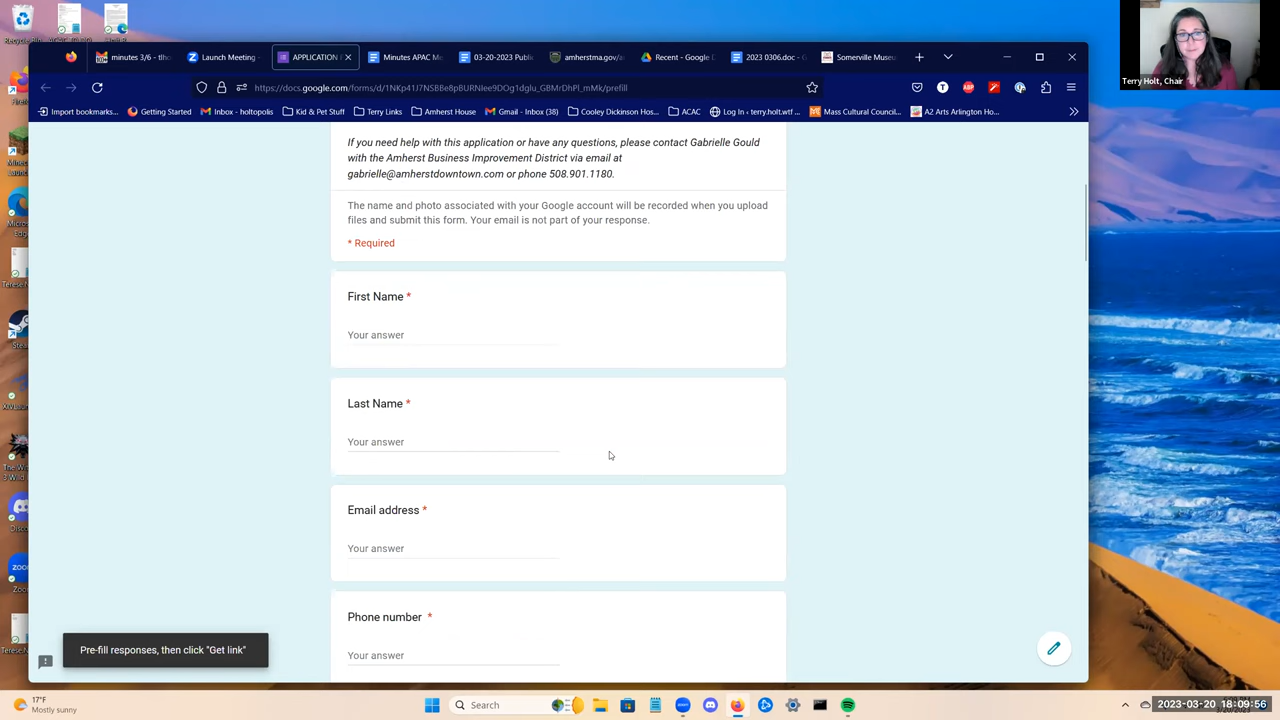 Recycle Bin
Terry Holt, Chair
minutes 3/6 - tlho
Launch Meeting -
APPLICATION F
Minutes APAC Me
03-20-2023 Publi
amherstma.gov/a
Recent - Google D
2023 0306.doc - G
Somerville Museu
https://docs.google.com/forms/d/
/prefill
Import bookmarks...
Getting Started
Inbox - holtopolis
Kid & Pet Stuff
Terry Links
Amherst House
Gmail - Inbox (38)
Cooley Dickinson Hos...
ACAC
Log In ‹ terry.holt.wtf ...
Mass Cultural Council...
A2 Arts Arlington Ho...
If you need help with this application or have any questions, please contact Gabrielle Gould
with the Amherst Business Improvement District via email at
gabrielle@amherstdowntown.com or phone 508.901.1180.
The name and photo associated with your Google account will be recorded when you upload
files and submit this form. Your email is not part of your response.
* Required
First Name *
Your answer
Last Name *
Your answer
Email address *
Your answer
Phone number *
Your answer
Pre-fill responses, then click "Get link"
17°F
Mostly sunny
Search
2023-03-20 18:09:56